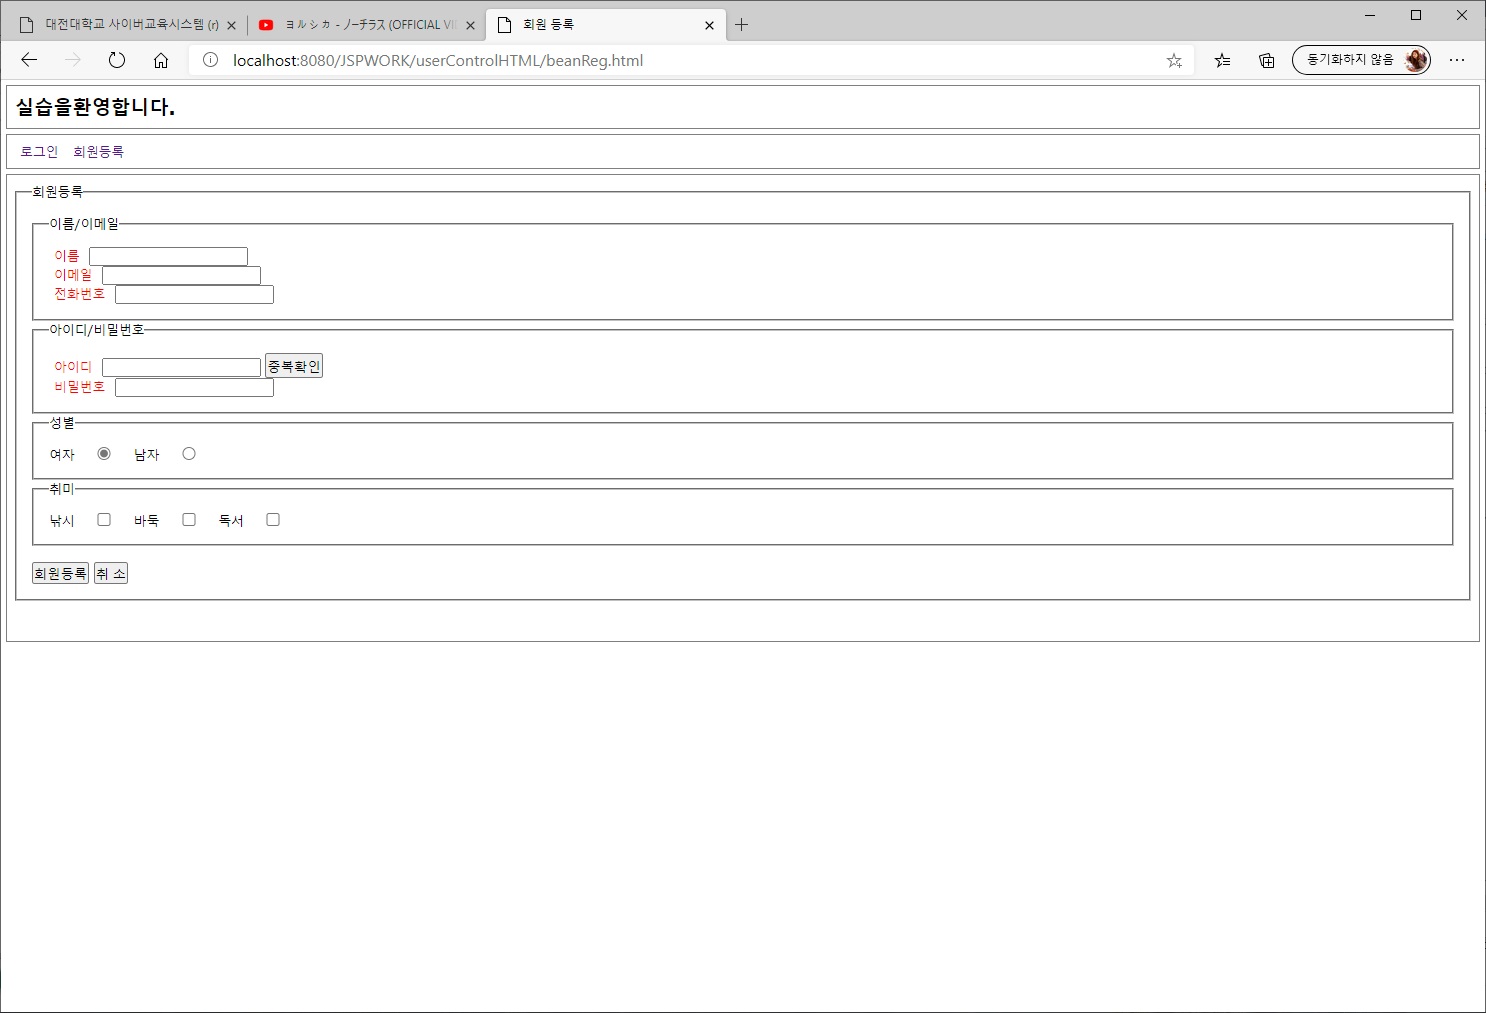 대전대학교 사이버교육시스템 (r)
ヨルシカ - ノーチラス (OFFICIAL VI
회원 등록
localhost:8080/JSPWORK/userControlHTML/beanReg.html
동기화하지 않음
실습을환영합니다.
로그인 회원등록
회원등록
이름/이메일
이름
이메일
전화번호
아이디/비밀번호
아이디 중복확인
비밀번호
성별
여자 남자
취미
낚시 바둑 독서
회원등록 취 소